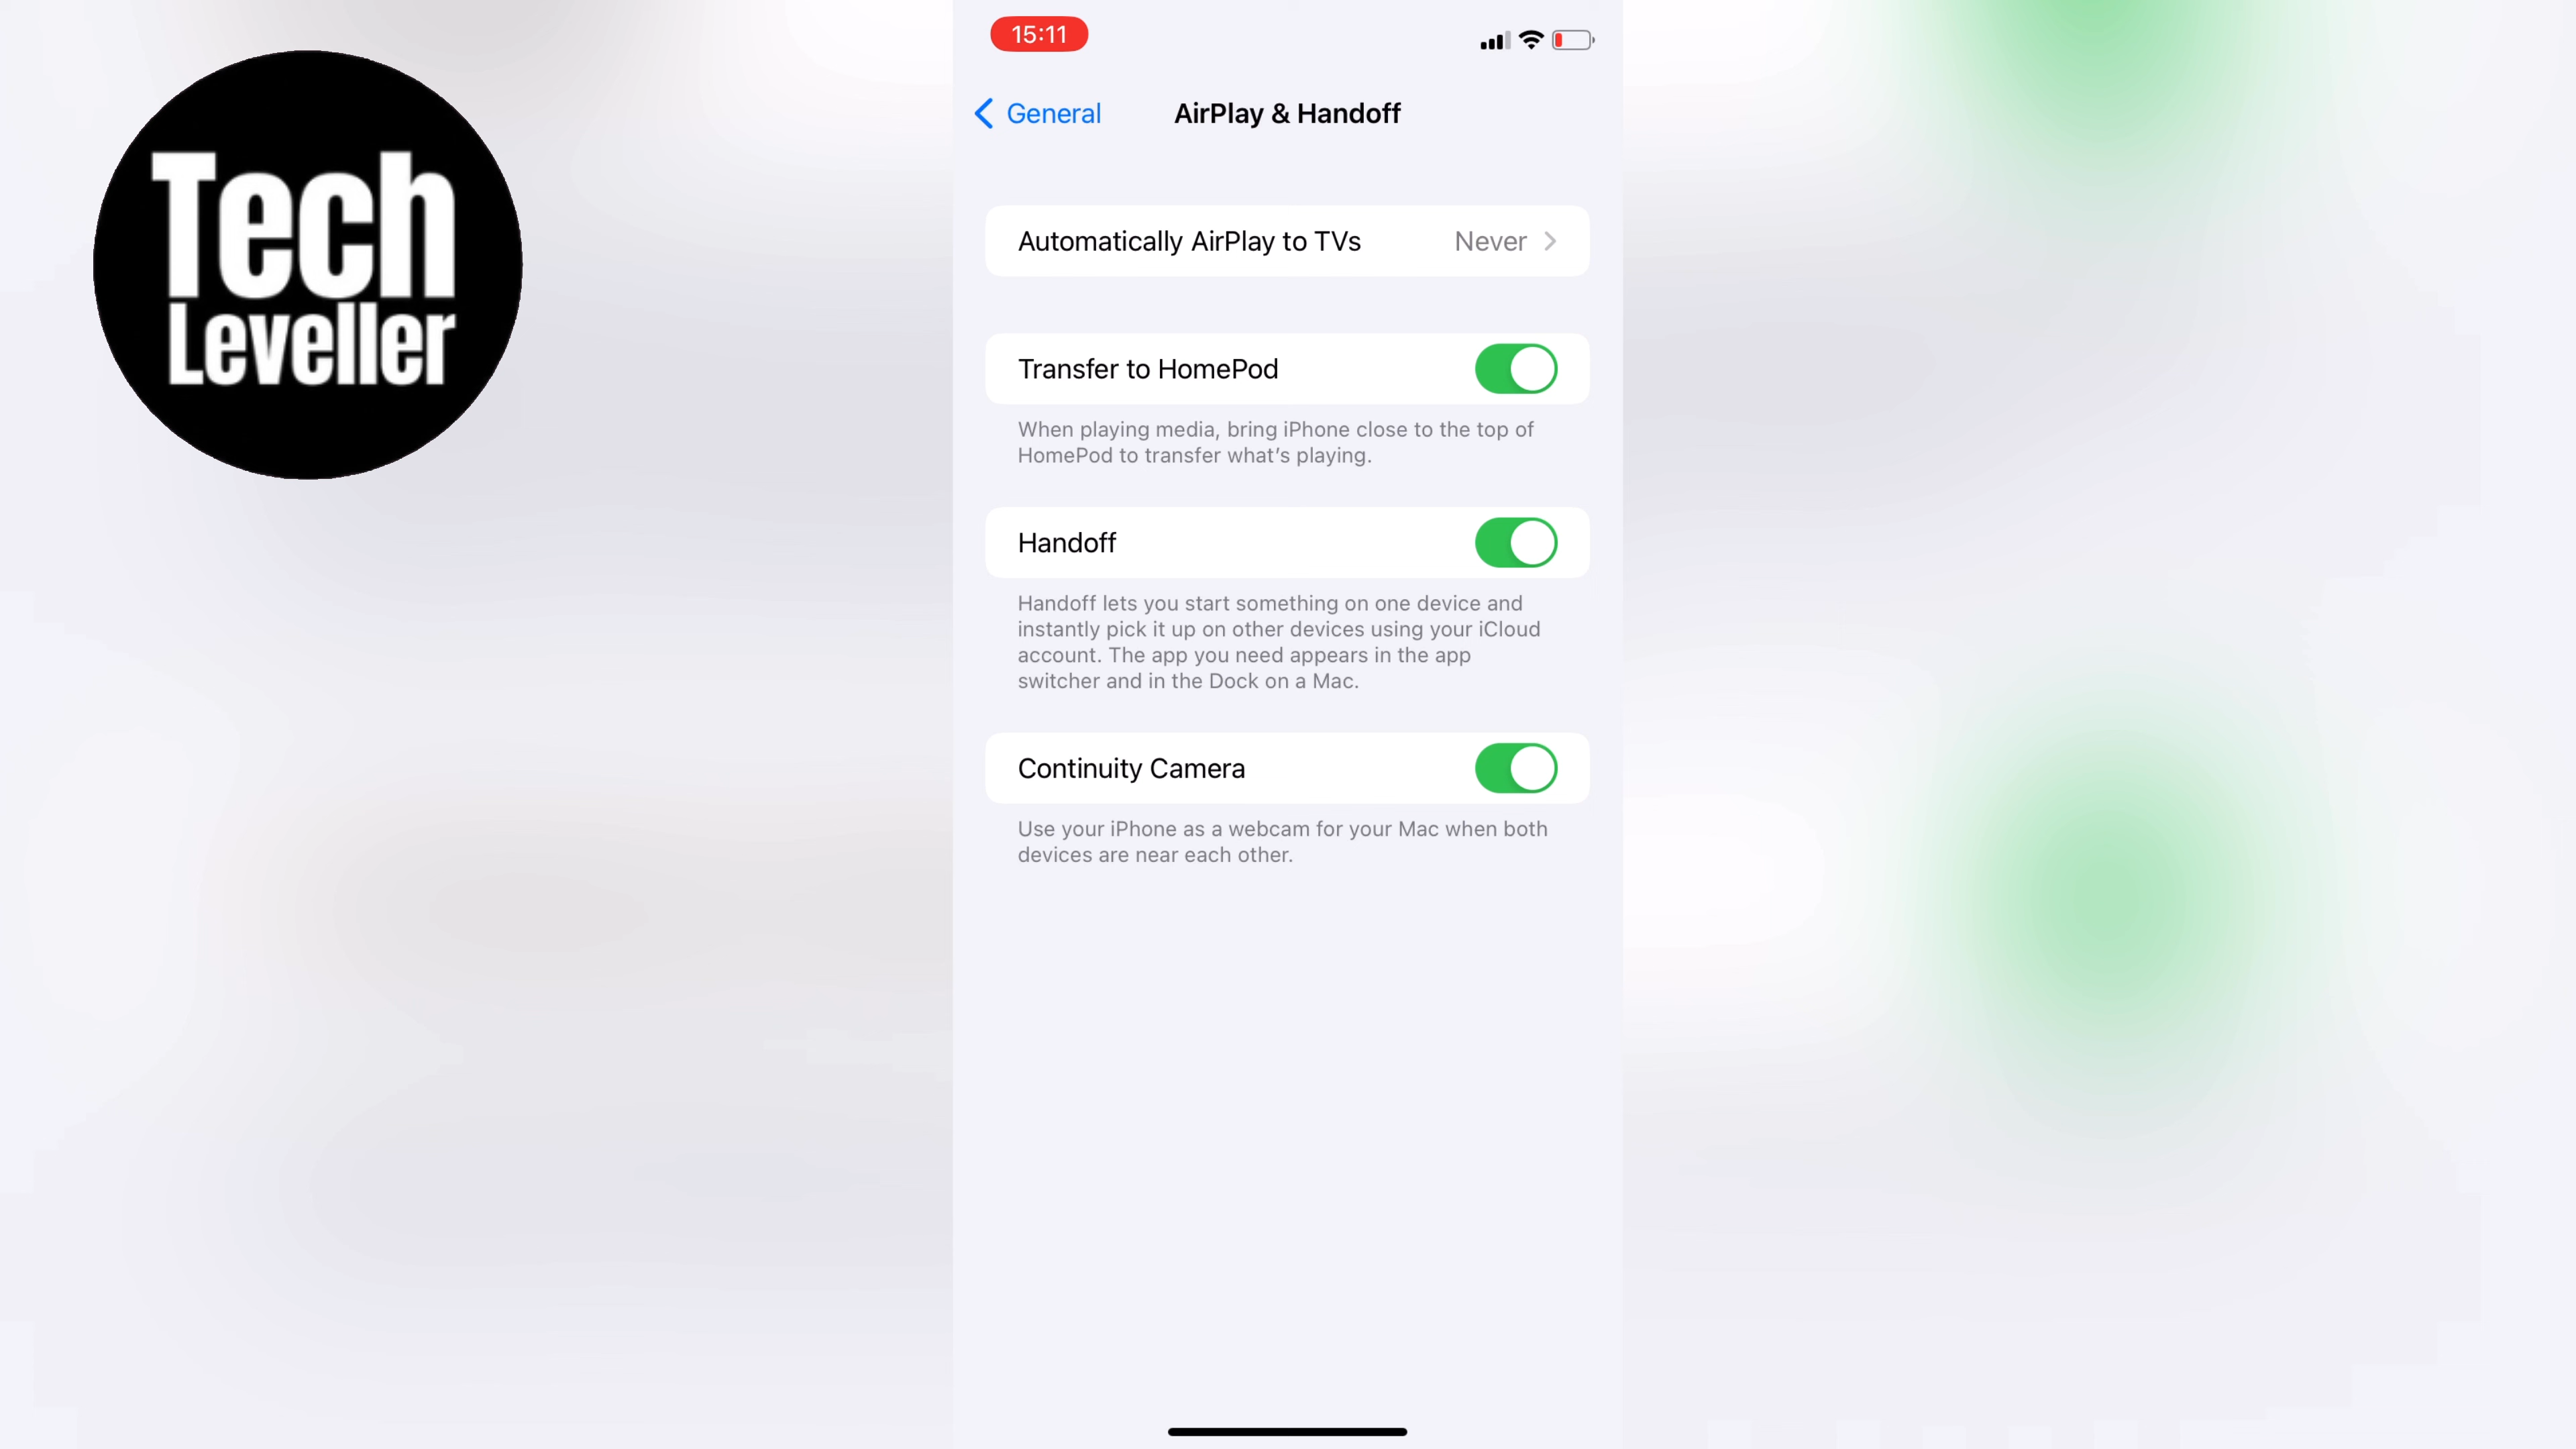 Tech
Leveller
15:11
General
AirPlay & Handoff
Automatically AirPlay to TVs Never
Transfer to HomePod
When playing media, bring iPhone close to the top of
HomePod to transfer what's playing.
Handoff
Handoff lets you start something on one device and
instantly pick it up on other devices using your iCloud
account. The app you need appears in the app
switcher and in the Dock on a Mac.
Continuity Camera
Use your iPhone as a webcam for your Mac when both
devices are near each other.